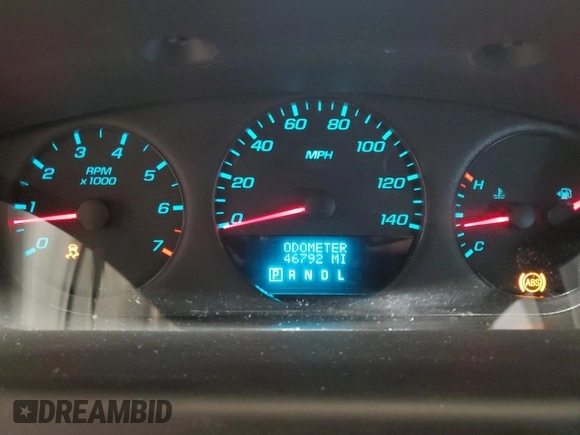 0 1 2 3 4 5 6 7
RPM
x 1000
0 20 40 60 80 100 120 140
MPH
ODOMETER
46792 MI
P R N D L
H
C
ABS
DREAMBID